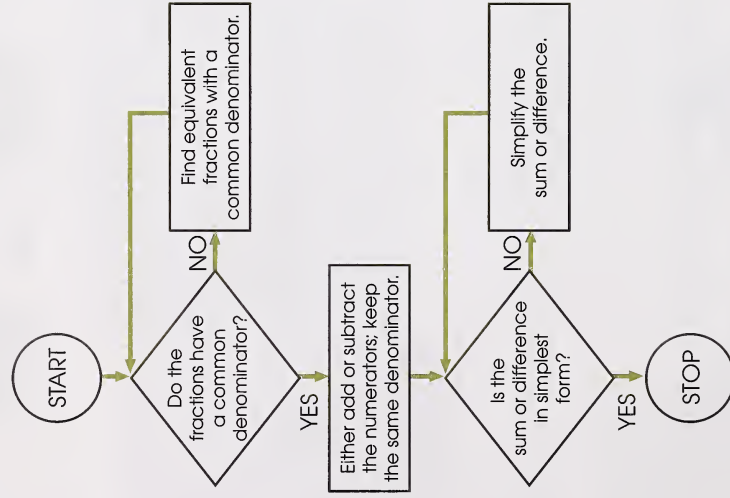 START
Do the
fractions have
a common
denominator?
NO
Find equivalent
fractions with a
common denominator.
YES
Either add or subtract
the numerators; keep
the same denominator.
Is the
sum or difference
in simplest
form?
NO
Simplify the
sum or difference.
YES
STOP